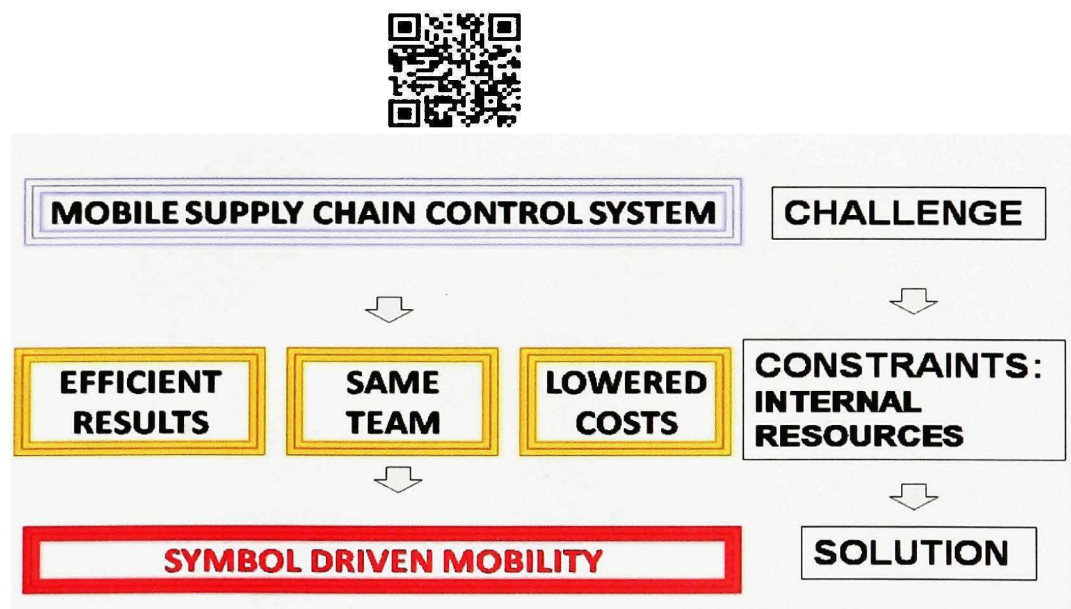 MOBILE SUPPLY CHAIN CONTROL SYSTEM
CHALLENGE
EFFICIENT
RESULTS
SAME
TEAM
LOWERED
COSTS
CONSTRAINTS:
INTERNAL
RESOURCES
SYMBOL DRIVEN MOBILITY
SOLUTION